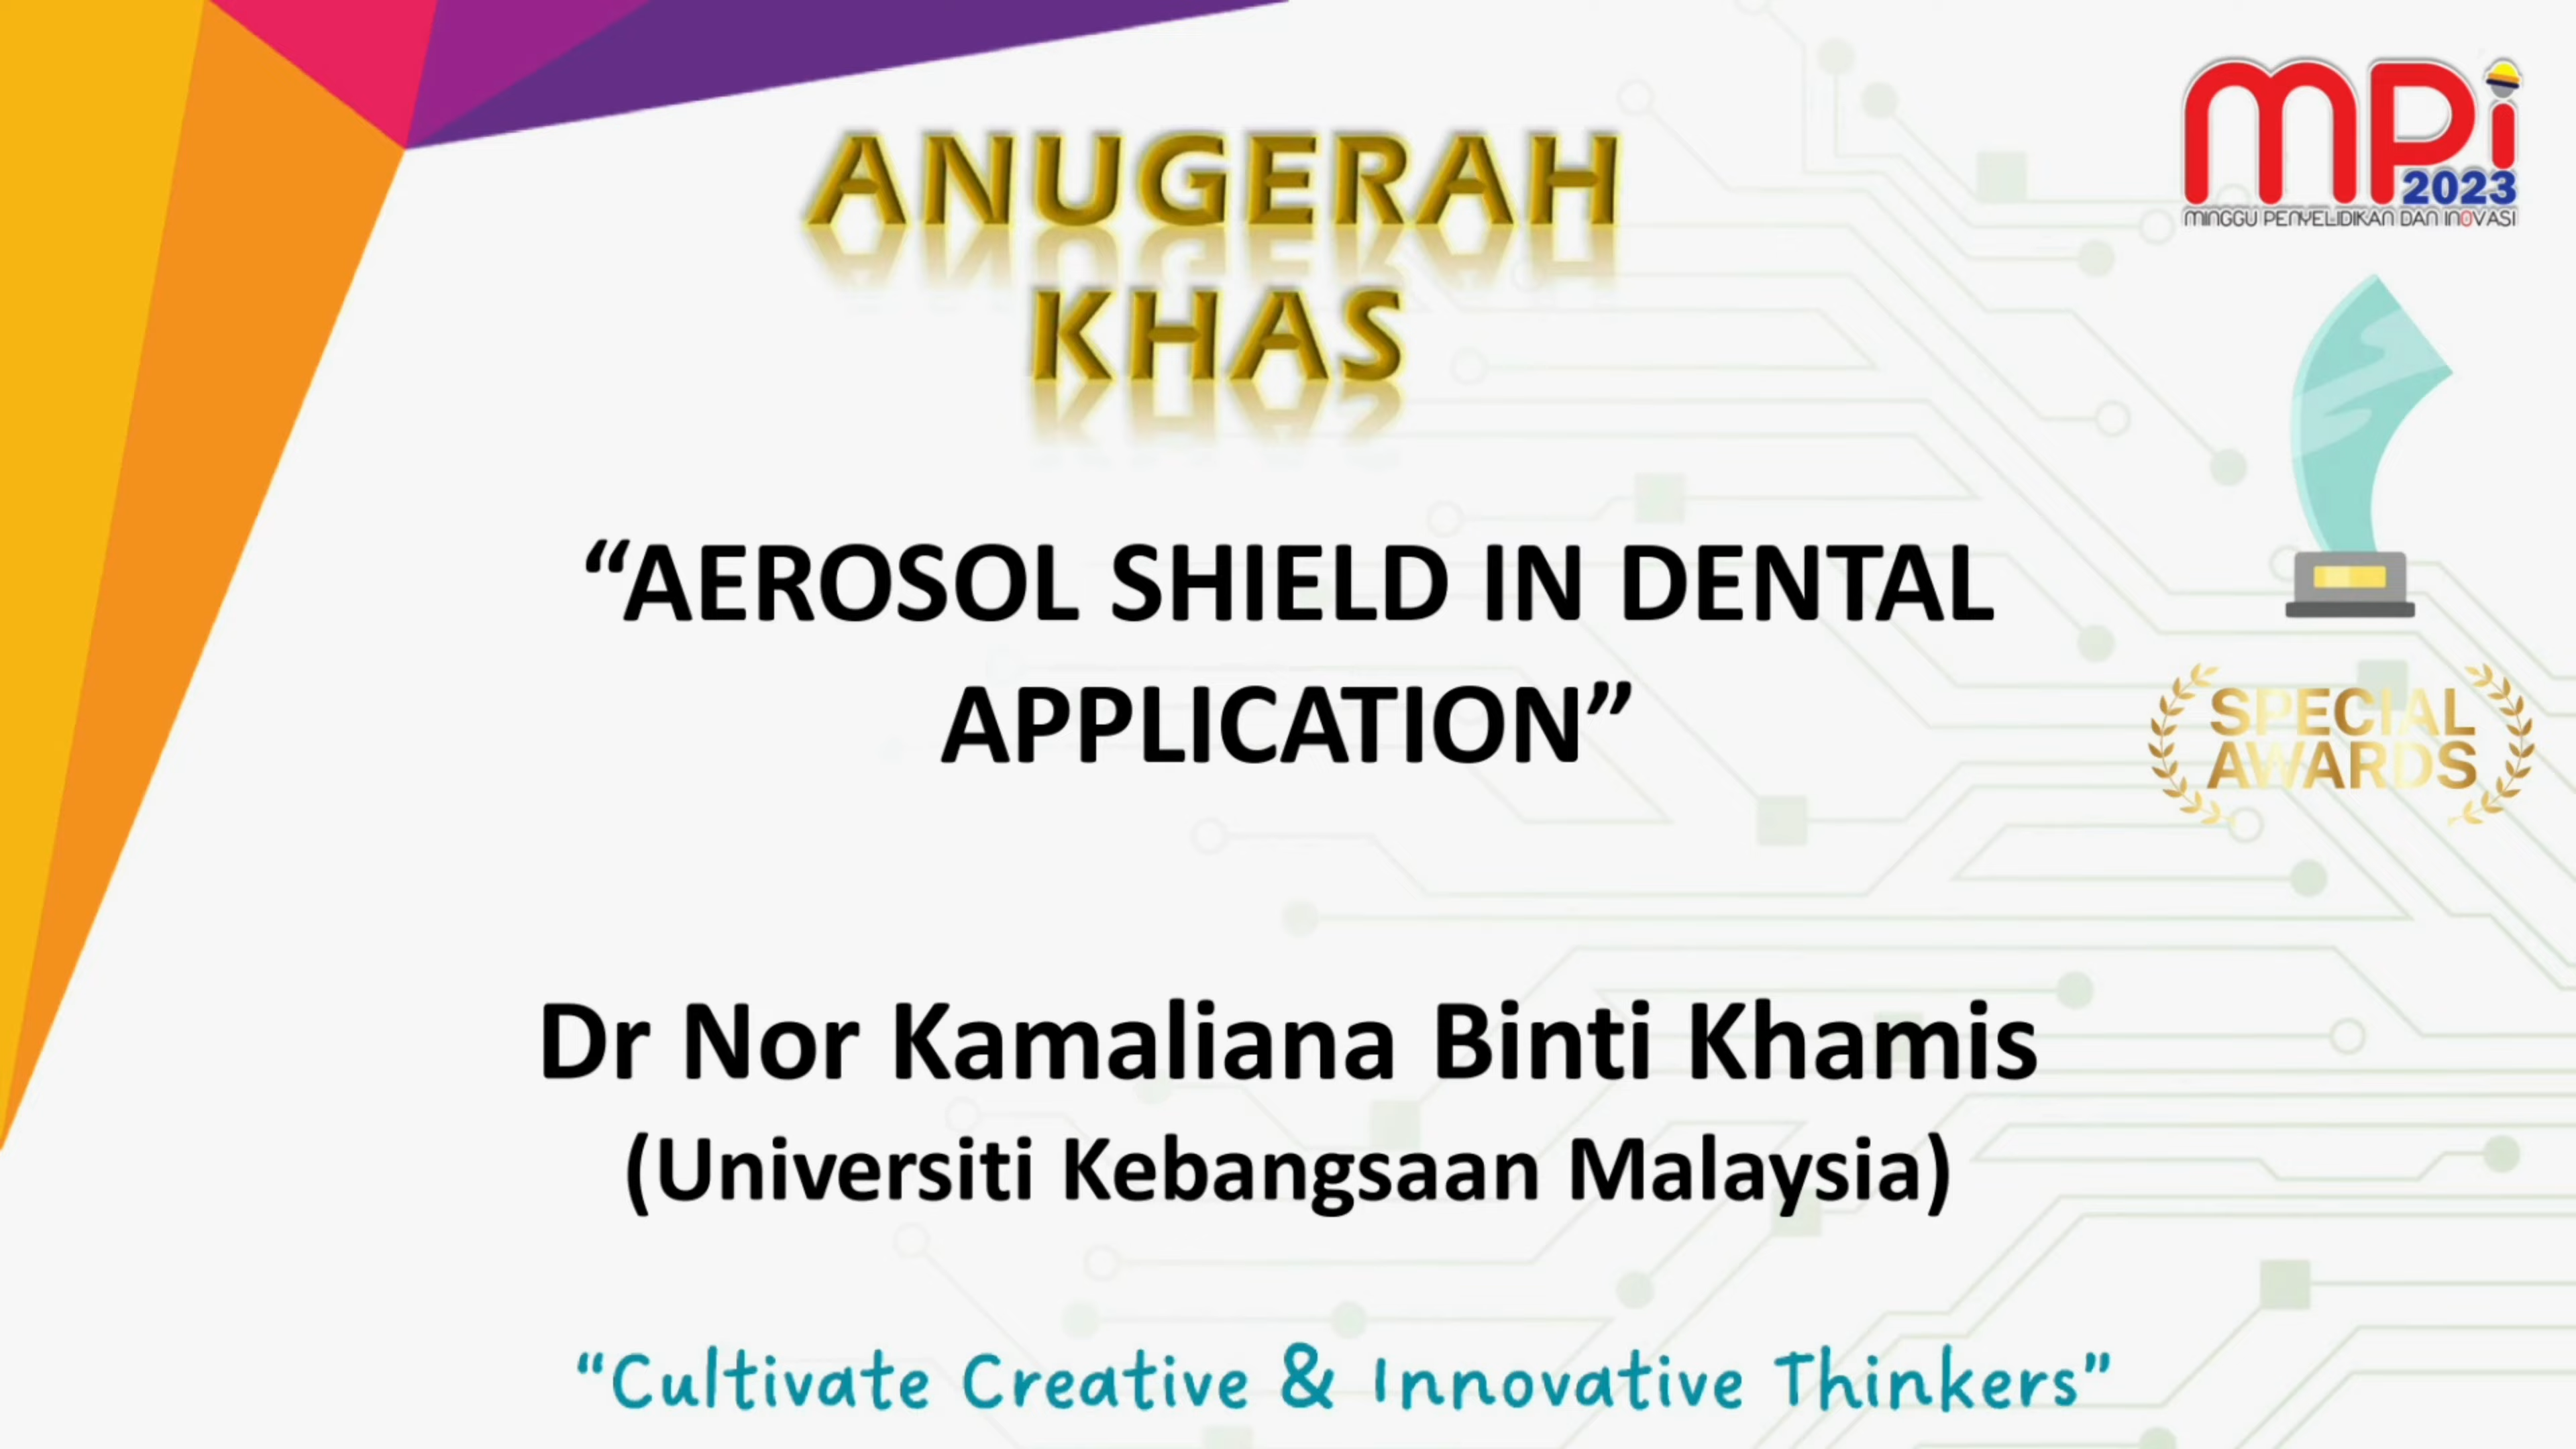 ANUGERAH
KHAS
MPi
2023
MINGGU PENYELIDIKAN DAN INOVASI
“AEROSOL SHIELD IN DENTAL
APPLICATION”
SPECIAL
AWARDS
Dr Nor Kamaliana Binti Khamis
(Universiti Kebangsaan Malaysia)
“Cultivate Creative & Innovative Thinkers”